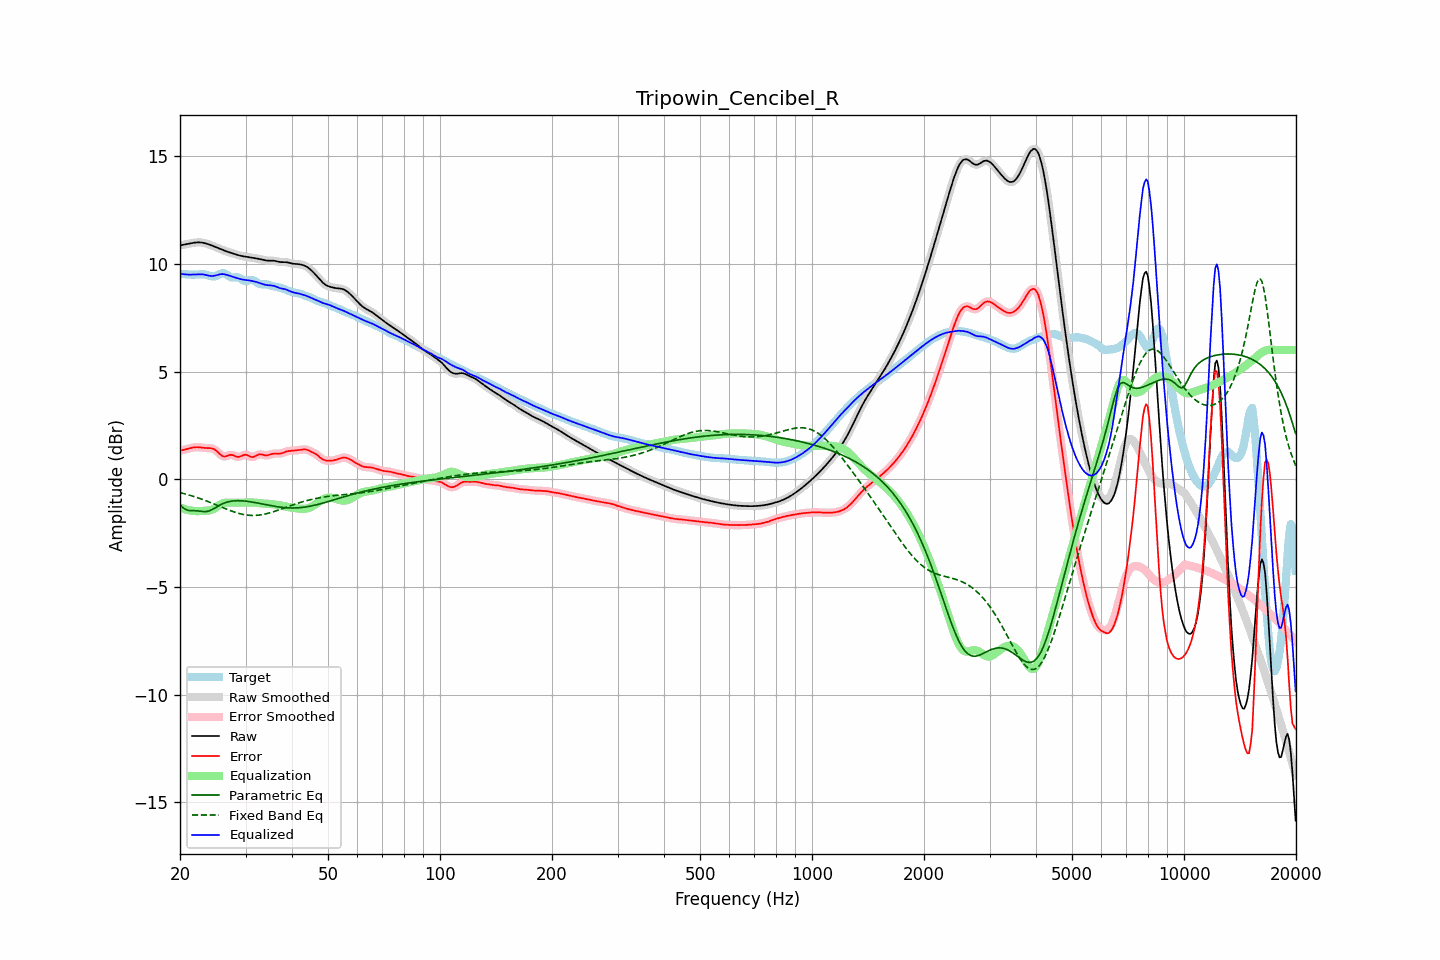 Tripowin_Cencibel_R
Amplitude (dBr)
15
10
5
0
−5
−10
−15
Target
Raw Smoothed
Error Smoothed
Raw
Error
Equalization
Parametric Eq
Fixed Band Eq
Equalized
20 50 100 200 500 1000 2000 5000 10000 20000
Frequency (Hz)